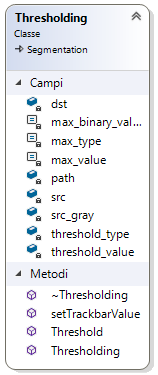 Thresholding
Classe
Segmentation
Campi
dst
max_binary_val...
max_type
max_value
path
src
src_gray
threshold_type
threshold_value
Metodi
~Thresholding
setTrackbarValue
Threshold
Thresholding